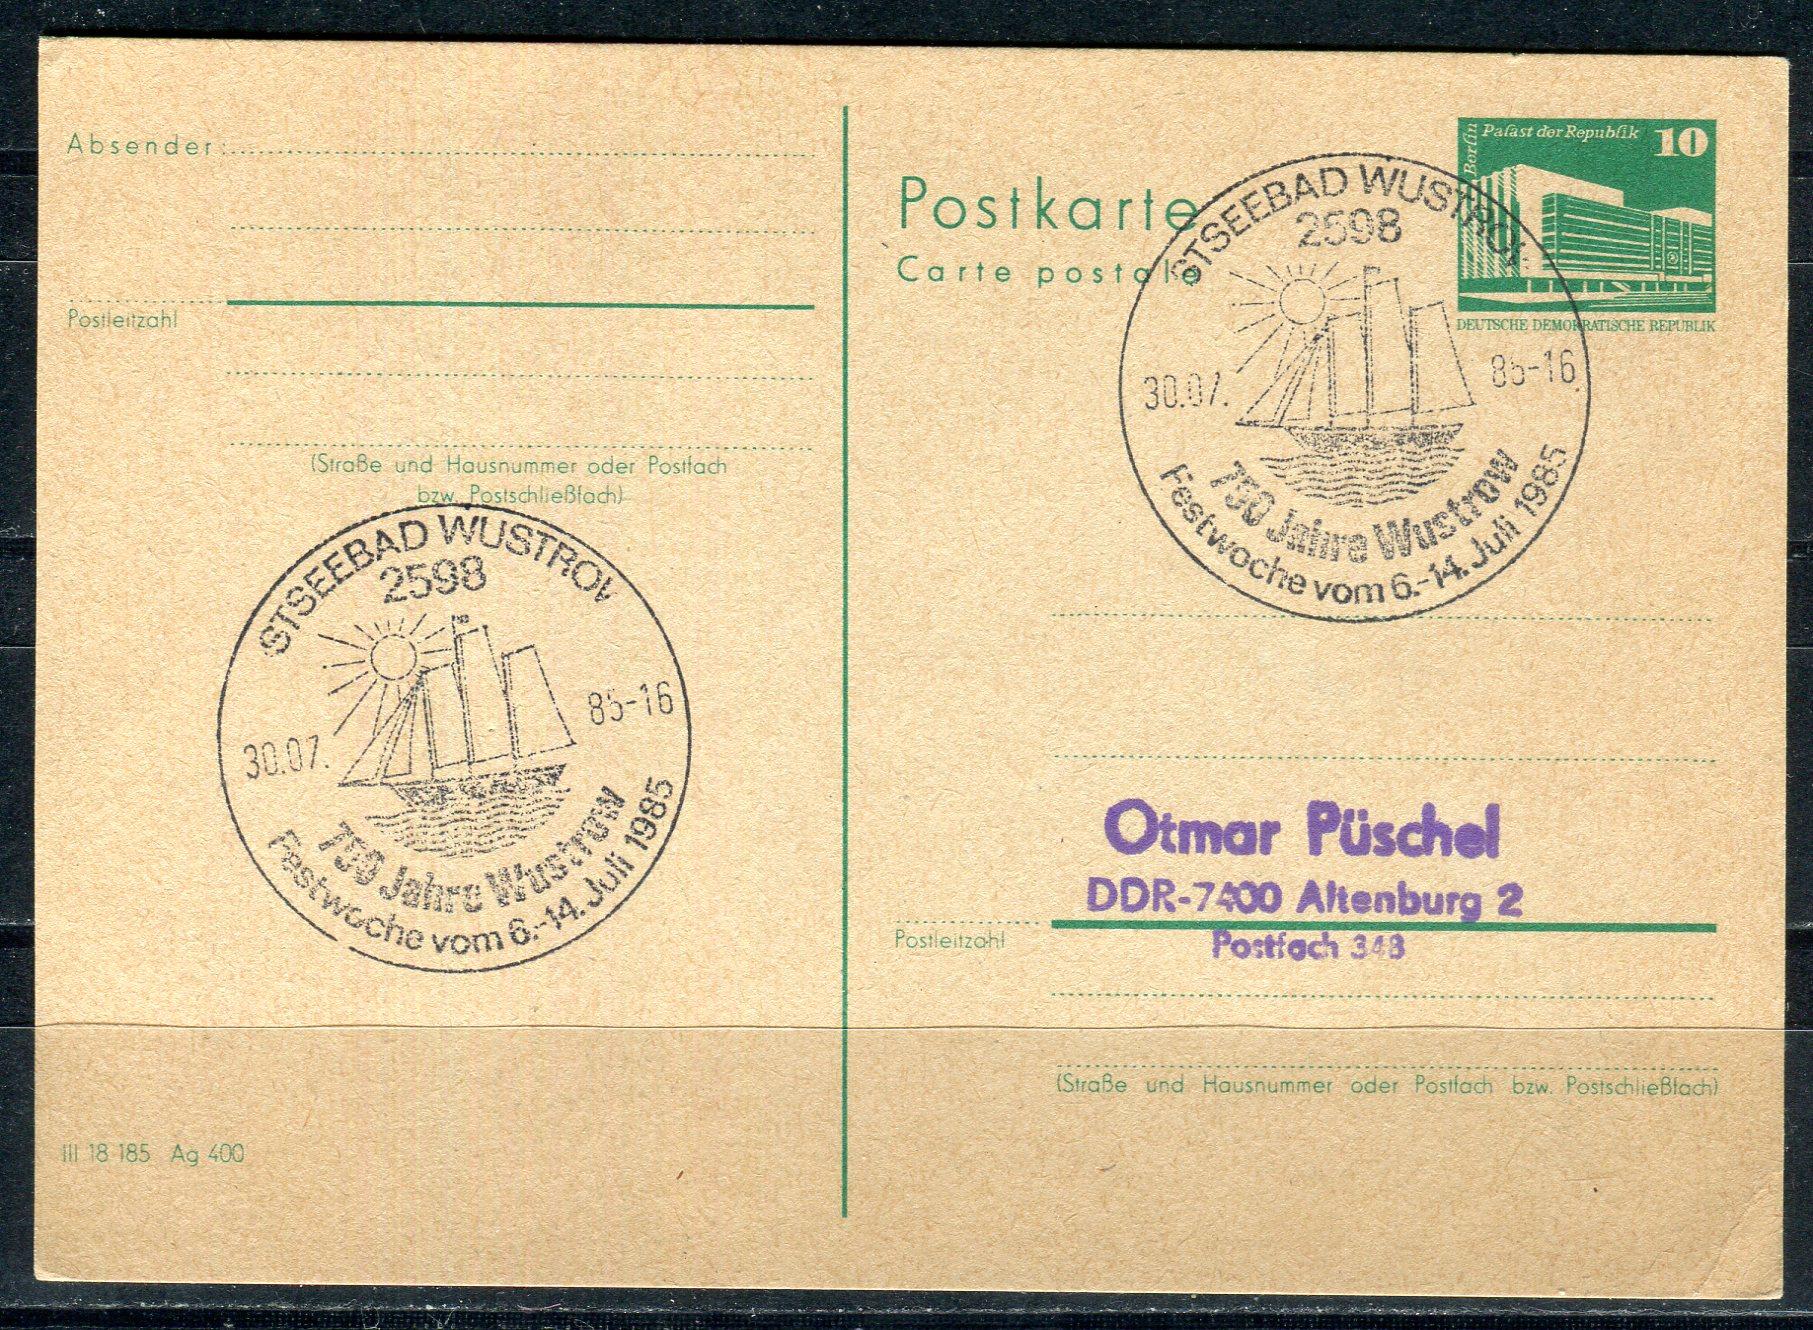 Absender:
Postleitzahl
(Straße und Hausnummer oder Postfach
bzw. Postschließfach)
STSEEBAD WUSTROW
2598
30.07. 85-16
750 Jahre Wustrow
Festwoche vom 6.-14. Juli 1985
III 18 185 Ag 400
Postkarte
Carte postale
Berlin
Palast der Republik 10
DEUTSCHE DEMOKRATISCHE REPUBLIK
STSEEBAD WUSTROW
2598
30.07. 85-16
750 Jahre Wustrow
Festwoche vom 6.-14. Juli 1985
Otmar Püschel
DDR-7400 Altenburg 2
Postleitzahl
Postfach 348
(Straße und Hausnummer oder Postfach bzw. Postschließfach)